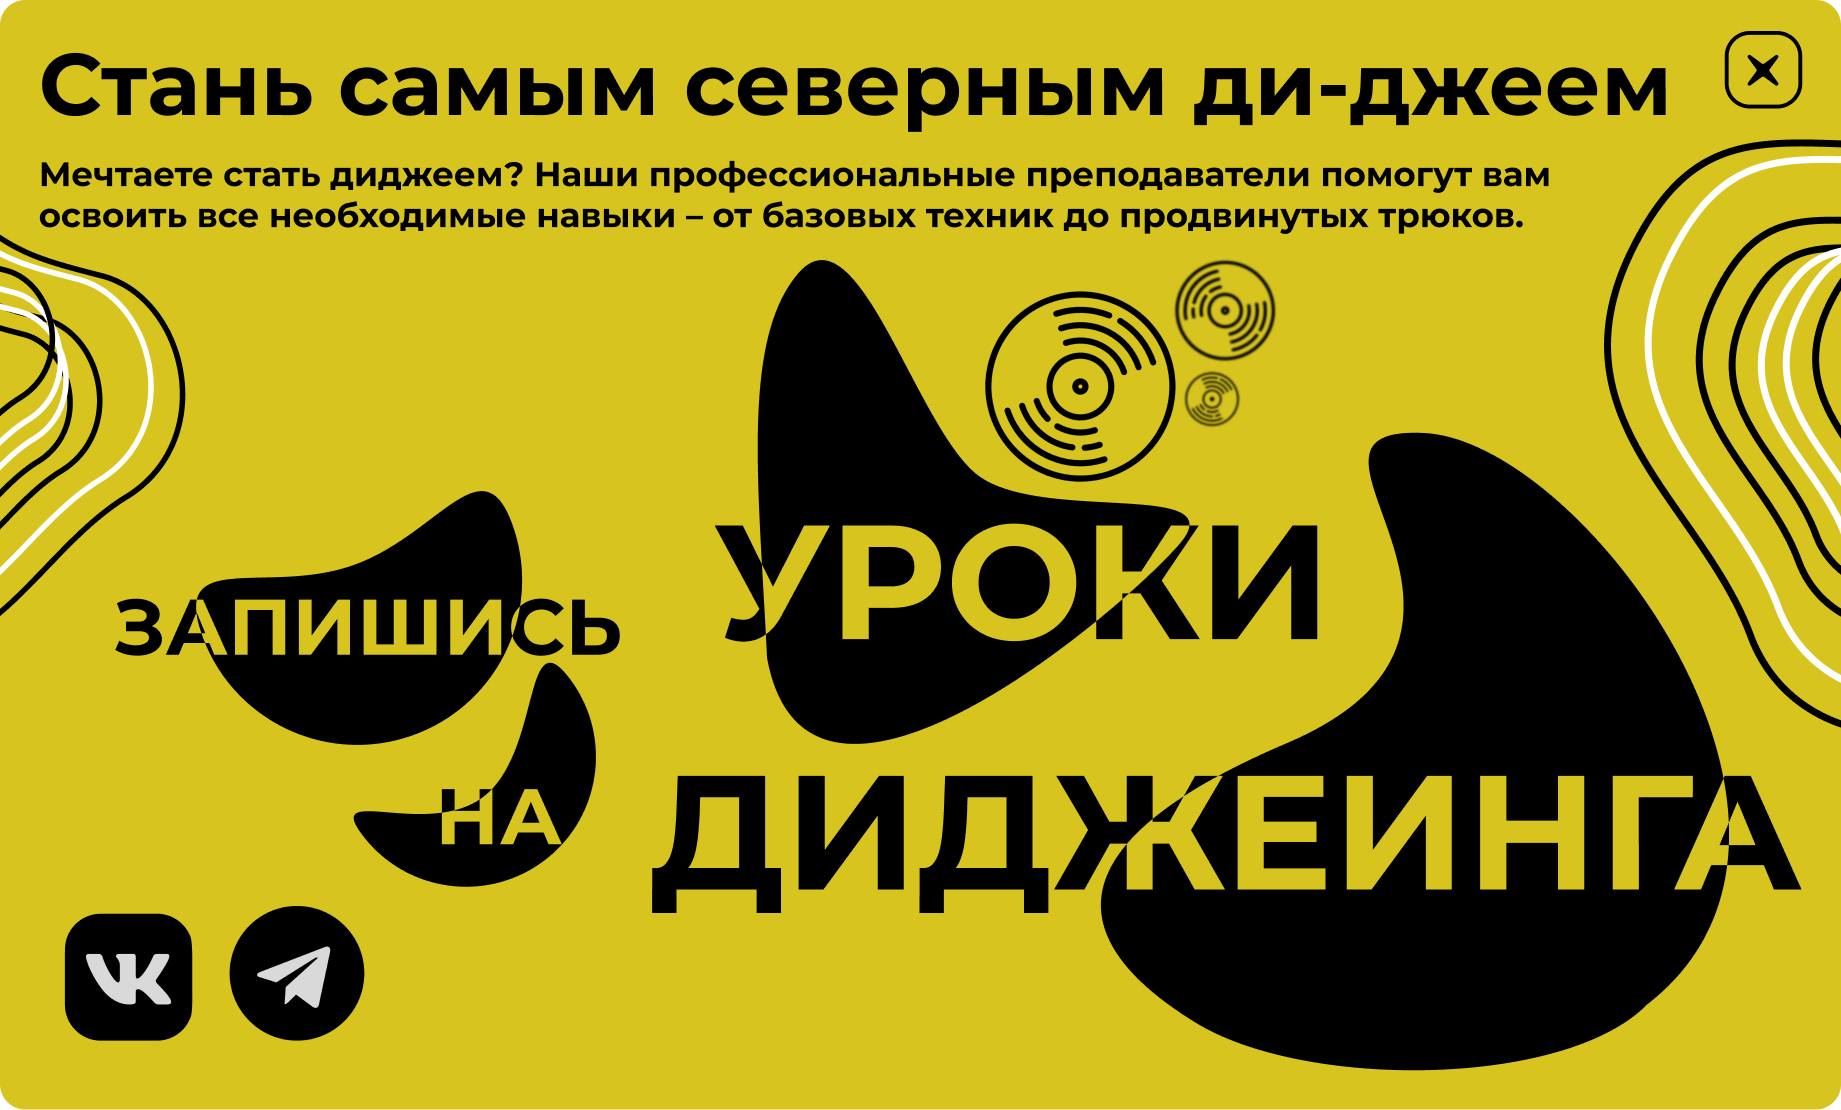 Стань самым северным ди-джеем
Мечтаете стать диджеем? Наши профессиональные преподаватели помогут вам
освоить все необходимые навыки – от базовых техник до продвинутых трюков.
ЗАПИШИСЬ
НА
УРОКИ
ДИДЖЕИНГА